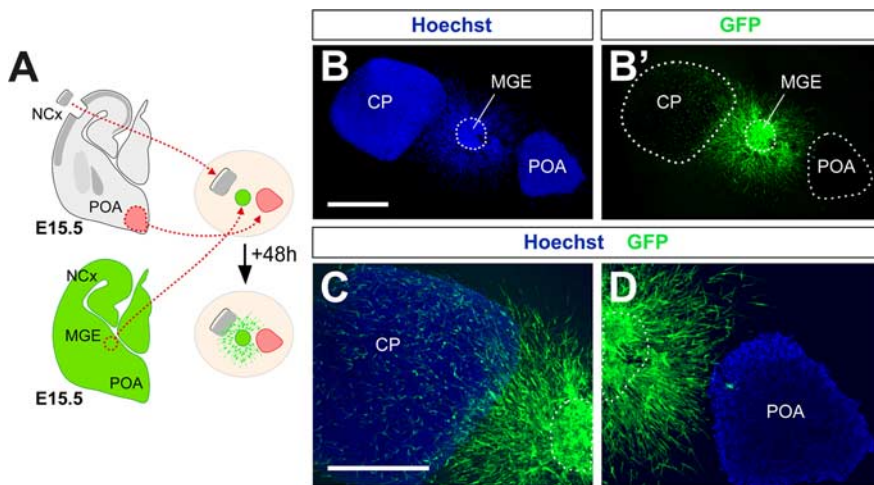 Hoechst
GFP
A
NCx
POA
E15.5
+48h
NCx
MGE
POA
E15.5
B
CP
MGE
POA
B’
CP
MGE
POA
Hoechst GFP
C
CP
D
POA